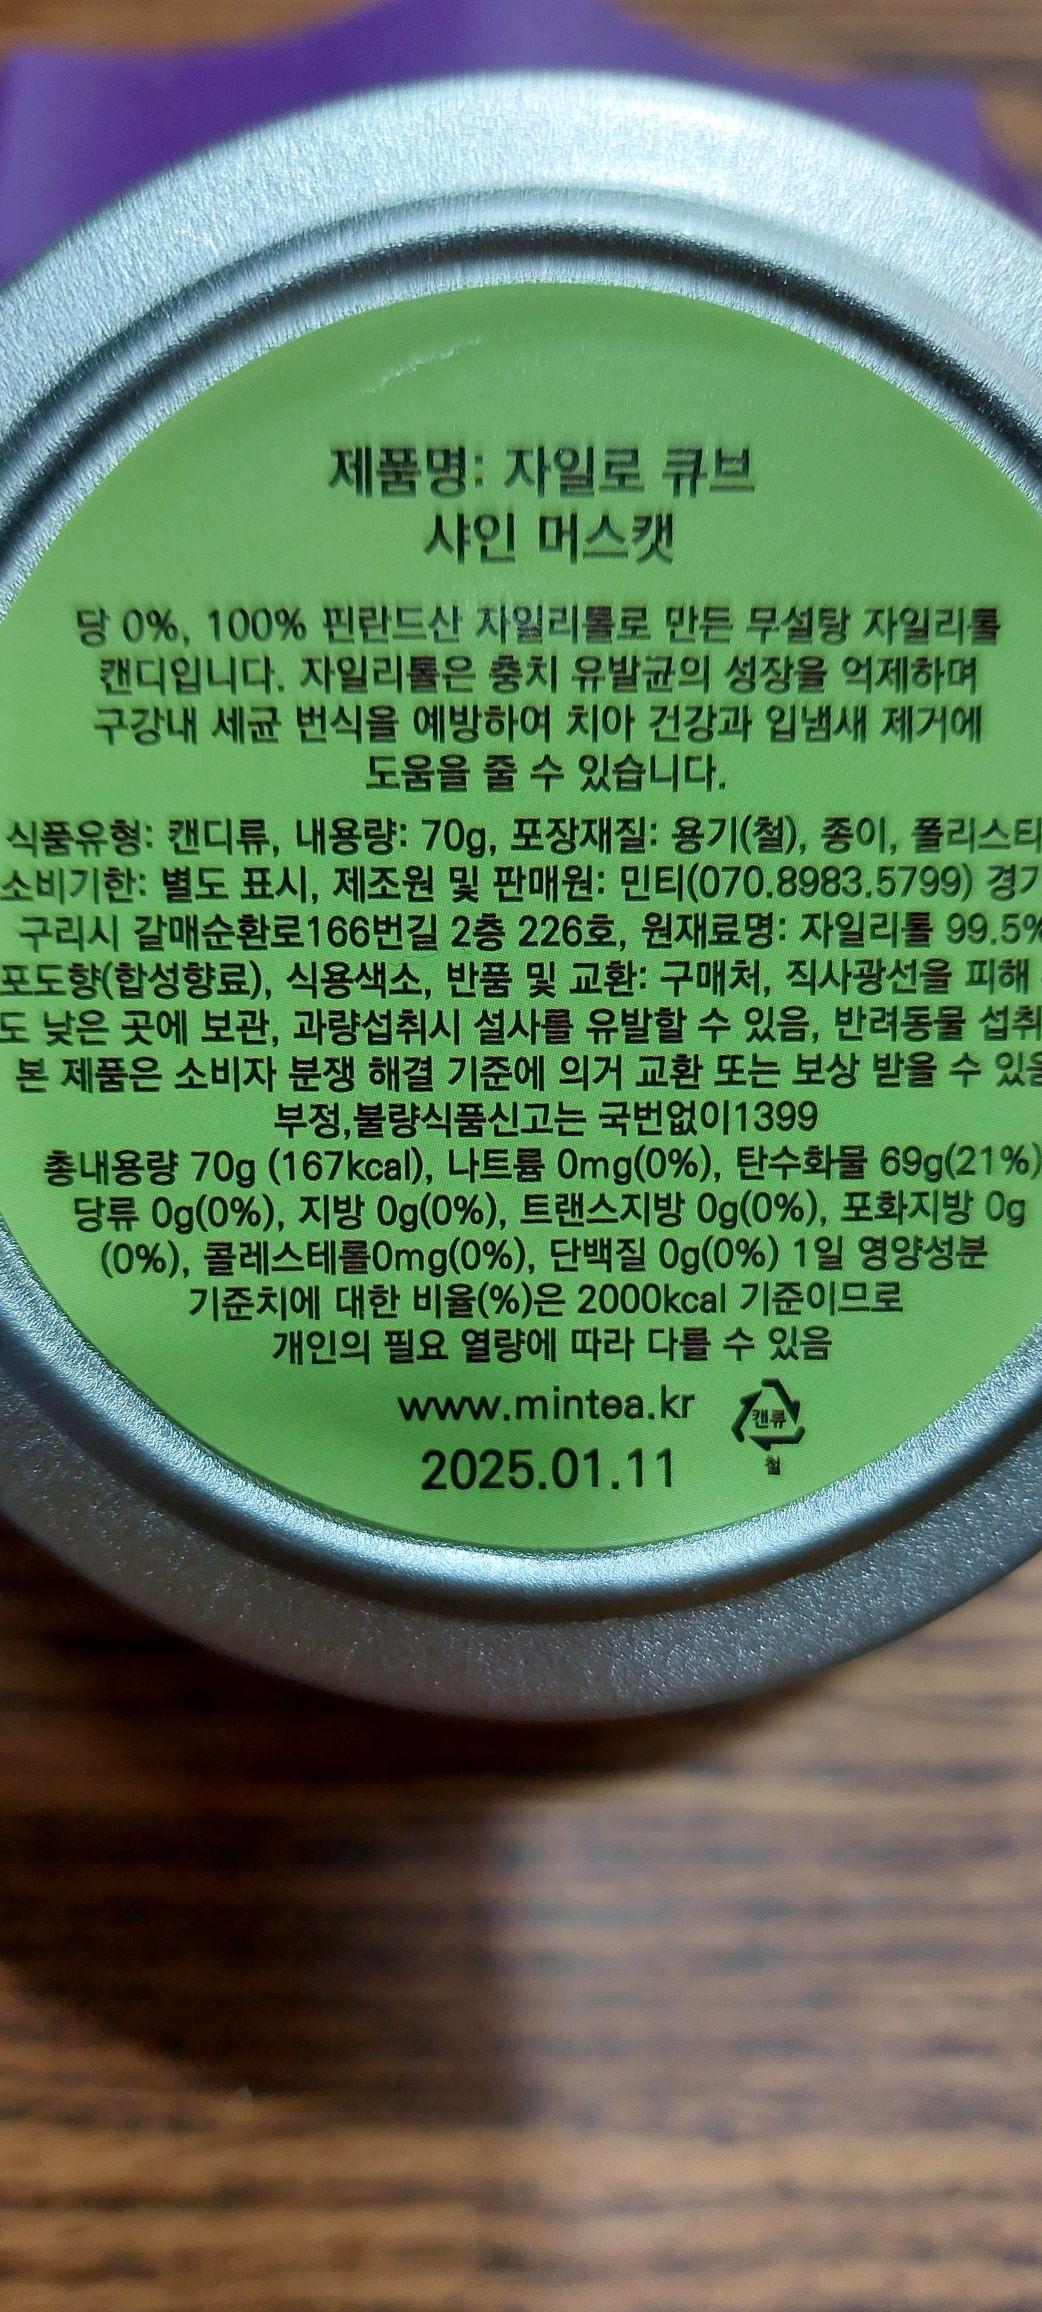 제품명: 자일로 큐브
샤인 머스캣
당 0%, 100% 핀란드산 자일리톨로 만든 무설탕 자일리톨
캔디입니다. 자일리톨은 충치 유발균의 성장을 억제하며
구강내 세균 번식을 예방하여 치아 건강과 입냄새 제거에
도움을 줄 수 있습니다.
식품유형: 캔디류, 내용량: 70g, 포장재질: 용기(철), 종이, 폴리스티
소비기한: 별도 표시, 제조원 및 판매원: 민티(070.8983.5799) 경기
구리시 갈매순환로166번길 2층 226호, 원재료명: 자일리톨 99.5%
포도향(합성향료), 식용색소, 반품 및 교환: 구매처, 직사광선을 피해
도 낮은 곳에 보관, 과량섭취시 설사를 유발할 수 있음, 반려동물 섭취
본 제품은 소비자 분쟁 해결 기준에 의거 교환 또는 보상 받을 수 있음
부정,불량식품신고는 국번없이1399
총내용량 70g (167kcal), 나트륨 0mg(0%), 탄수화물 69g(21%)
당류 0g(0%), 지방 0g(0%), 트랜스지방 0g(0%), 포화지방 0g
(0%), 콜레스테롤0mg(0%), 단백질 0g(0%) 1일 영양성분
기준치에 대한 비율(%)은 2000kcal 기준이므로
개인의 필요 열량에 따라 다를 수 있음
www.mintea.kr
캔류
철
2025.01.11